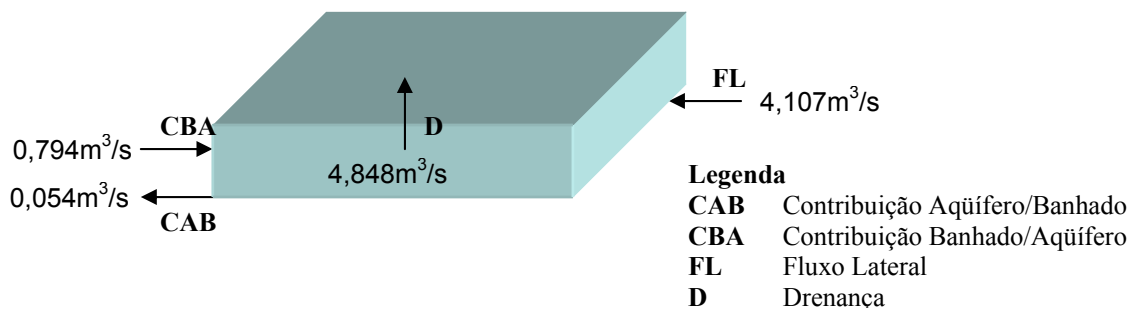 FL
4,107m³/s
CBA
D
0,794m³/s
4,848m³/s
0,054m³/s
CAB
Legenda
CAB Contribuição Aqüífero/Banhado
CBA Contribuição Banhado/Aqüífero
FL Fluxo Lateral
D Drenança